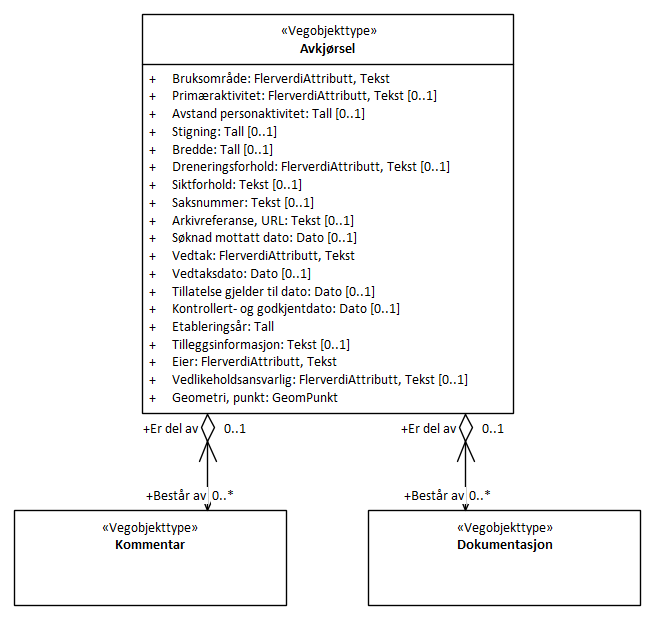 «Vegobjekttype»
Avkjørsel
+ Bruksområde: FlerverdiAttributt, Tekst
+ Primæraktivitet: FlerverdiAttributt, Tekst [0..1]
+ Avstand personaktivitet: Tall [0..1]
+ Stigning: Tall [0..1]
+ Bredde: Tall [0..1]
+ Dreneringsforhold: FlerverdiAttributt, Tekst [0..1]
+ Siktforhold: Tekst [0..1]
+ Saksnummer: Tekst [0..1]
+ Arkivreferanse, URL: Tekst [0..1]
+ Søknad mottatt dato: Dato [0..1]
+ Vedtak: FlerverdiAttributt, Tekst
+ Vedtaksdato: Dato [0..1]
+ Tillatelse gjelder til dato: Dato [0..1]
+ Kontrollert- og godkjentdato: Dato [0..1]
+ Etableringsår: Tall
+ Tilleggsinformasjon: Tekst [0..1]
+ Eier: FlerverdiAttributt, Tekst
+ Vedlikeholdsansvarlig: FlerverdiAttributt, Tekst [0..1]
+ Geometri, punkt: GeomPunkt
+Er del av 0..1
+Er del av 0..1
+Består av 0..*
+Består av 0..*
«Vegobjekttype»
Kommentar
«Vegobjekttype»
Dokumentasjon